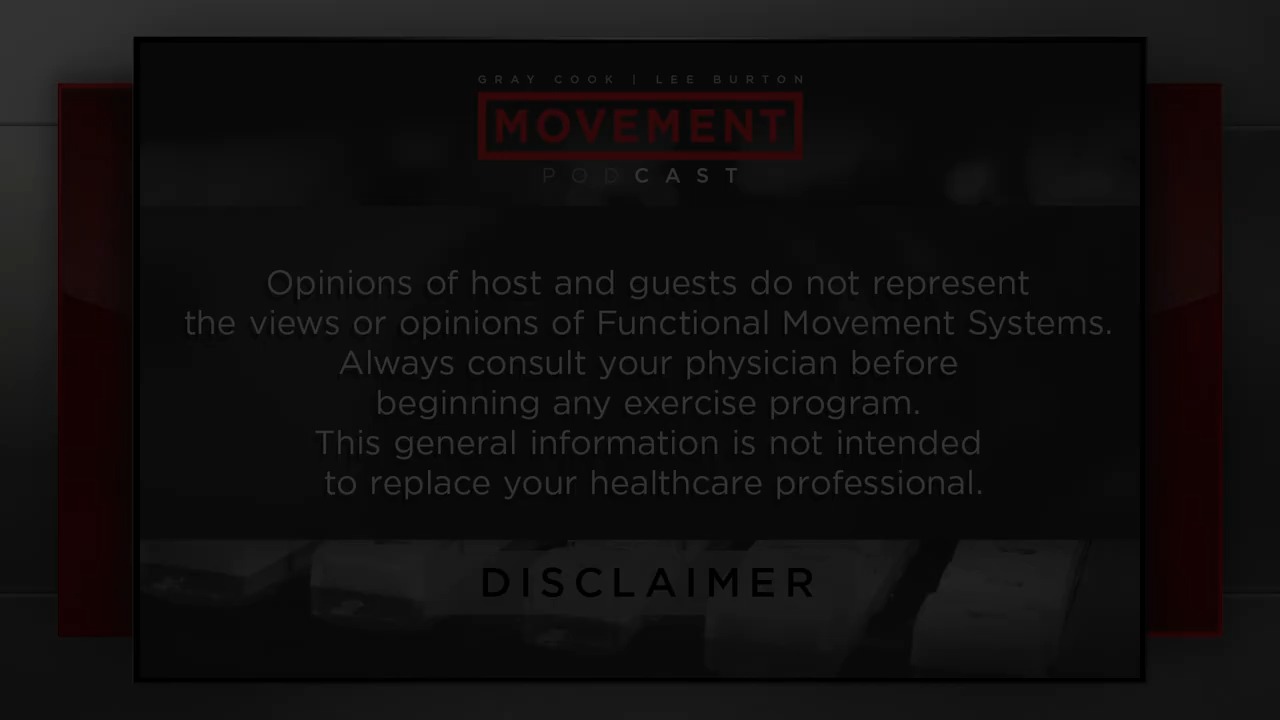 GRAY COOK | LEE BURTON
MOVEMENT
PODCAST
Opinions of host and guests do not represent
the views or opinions of Functional Movement Systems.
Always consult your physician before
beginning any exercise program.
This general information is not intended
to replace your healthcare professional.
DISCLAIMER